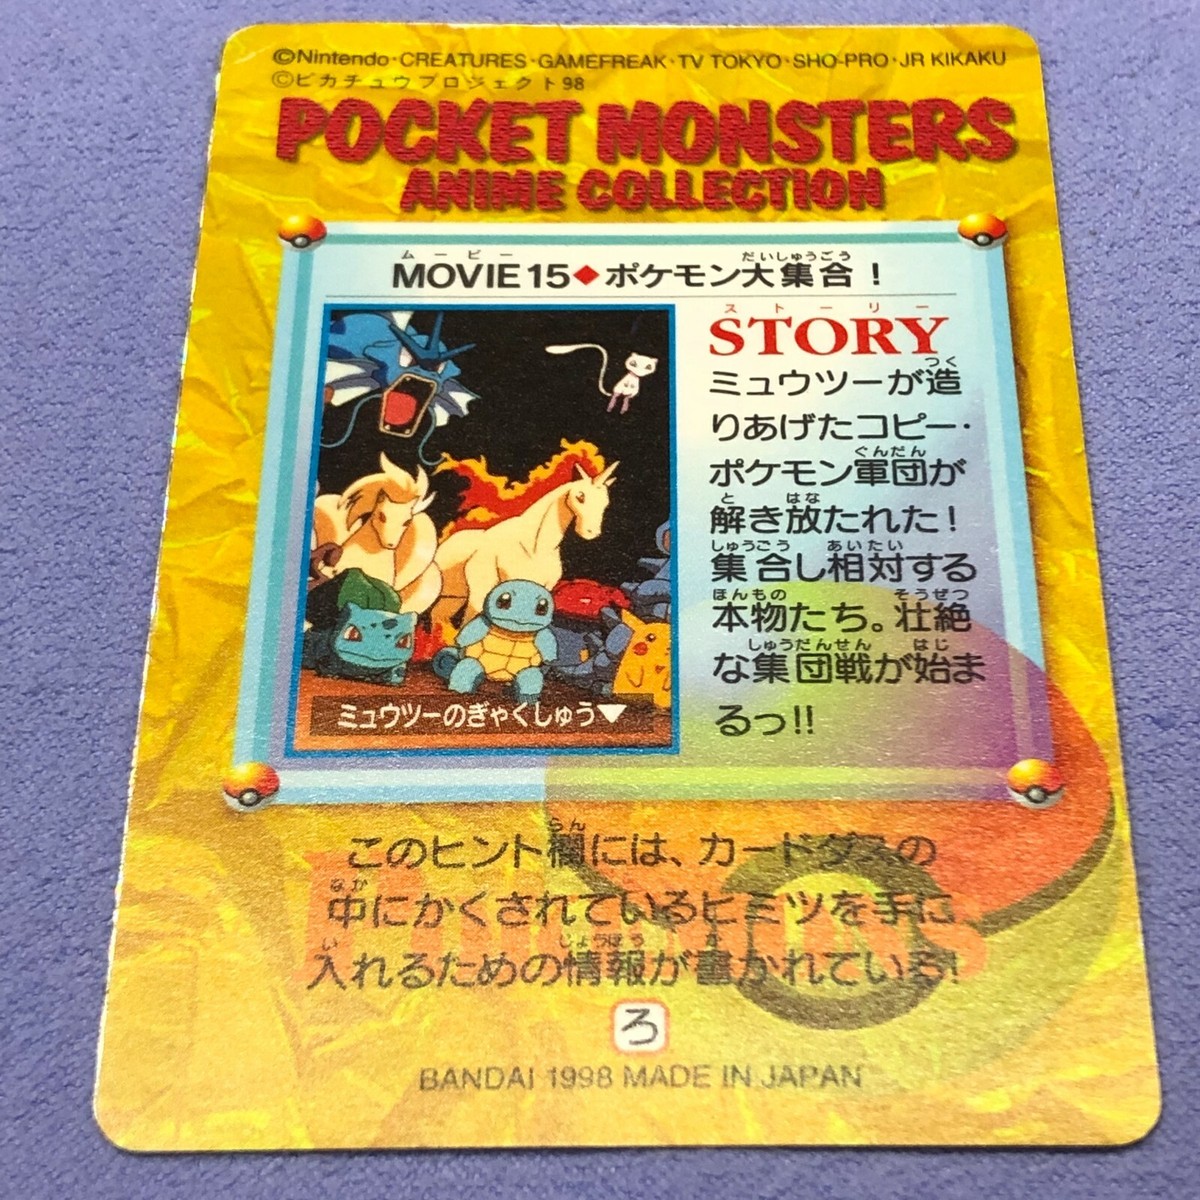 ©Nintendo・CREATURES・GAMEFREAK・TV TOKYO・SHO-PRO・JR KIKAKU
©ピカチュウプロジェクト98
POCKET MONSTERS
ANIME COLLECTION
ムービー だいしゅうごう
MOVIE15◆ポケモン大集合！
ストーリー
STORY
つく
ミュウツーが造
りあげたコピー・
ぐんだん
ポケモン軍団が
と はな
解き放たれた！
しゅうごう あいたい
集合し相対する
ほんもの そうぜつ
本物たち。壮絶
しゅうだんせん はじ
な集団戦が始ま
るっ!!
ミュウツーのぎゃくしゅう▼
らん
このヒント欄には、カードダスの
なか
中にかくされているヒミツを手に
い じょうほう か
入れるための情報が書かれている!
ろ
BANDAI 1998 MADE IN JAPAN